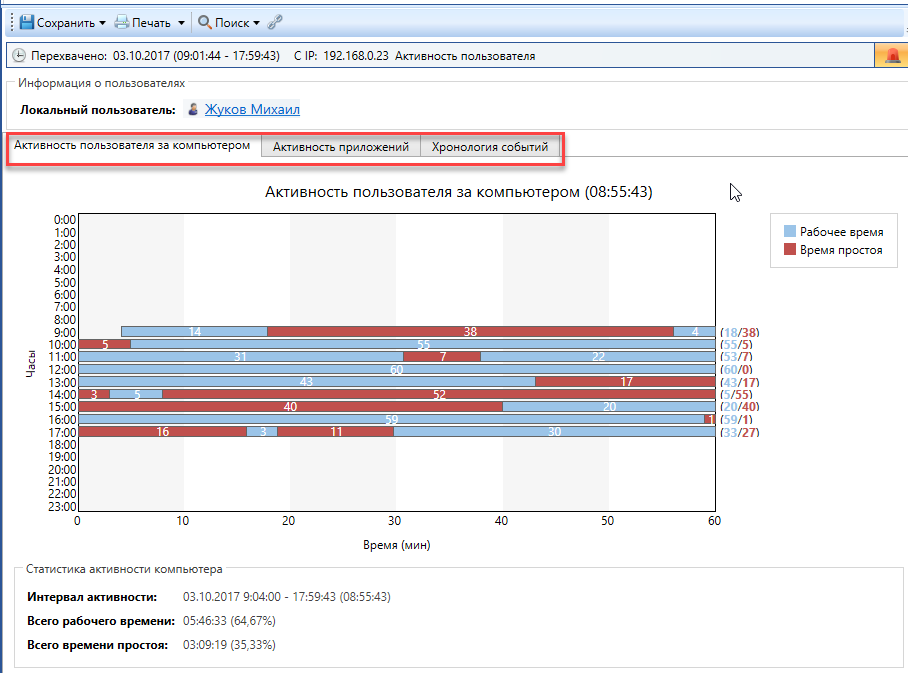 Сохранить Печать Поиск
Перехвачено: 03.10.2017 (09:01:44 - 17:59:43) С IP: 192.168.0.23 Активность пользователя
Информация о пользователях
Локальный пользователь: Жуков Михаил
Активность пользователя за компьютером Активность приложений Хронология событий
Активность пользователя за компьютером (08:55:43)
Рабочее время
Время простоя
Часы
0:00
1:00
2:00
3:00
4:00
5:00
6:00
7:00
8:00
9:00 14 38 4 (18/38)
10:00 5 55 (55/5)
11:00 31 7 22 (53/7)
12:00 60 (60/0)
13:00 43 17 (43/17)
14:00 3 5 52 (5/55)
15:00 40 20 (20/40)
16:00 59 1 (59/1)
17:00 16 3 11 30 (33/27)
18:00
19:00
20:00
21:00
22:00
23:00
0 10 20 30 40 50 60
Время (мин)
Статистика активности компьютера
Интервал активности: 03.10.2017 9:04:00 - 17:59:43 (08:55:43)
Всего рабочего времени: 05:46:33 (64,67%)
Всего времени простоя: 03:09:19 (35,33%)